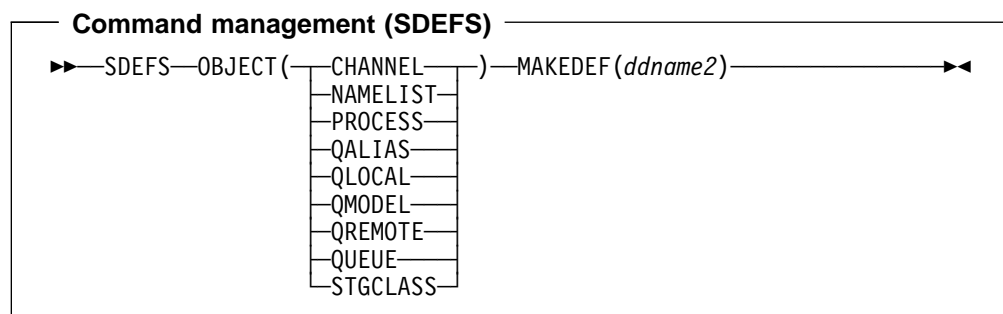 Command management (SDEFS)
SDEFS OBJECT( CHANNEL ) MAKEDEF(ddname2)
NAMELIST
PROCESS
QALIAS
QLOCAL
QMODEL
QREMOTE
QUEUE
STGCLASS